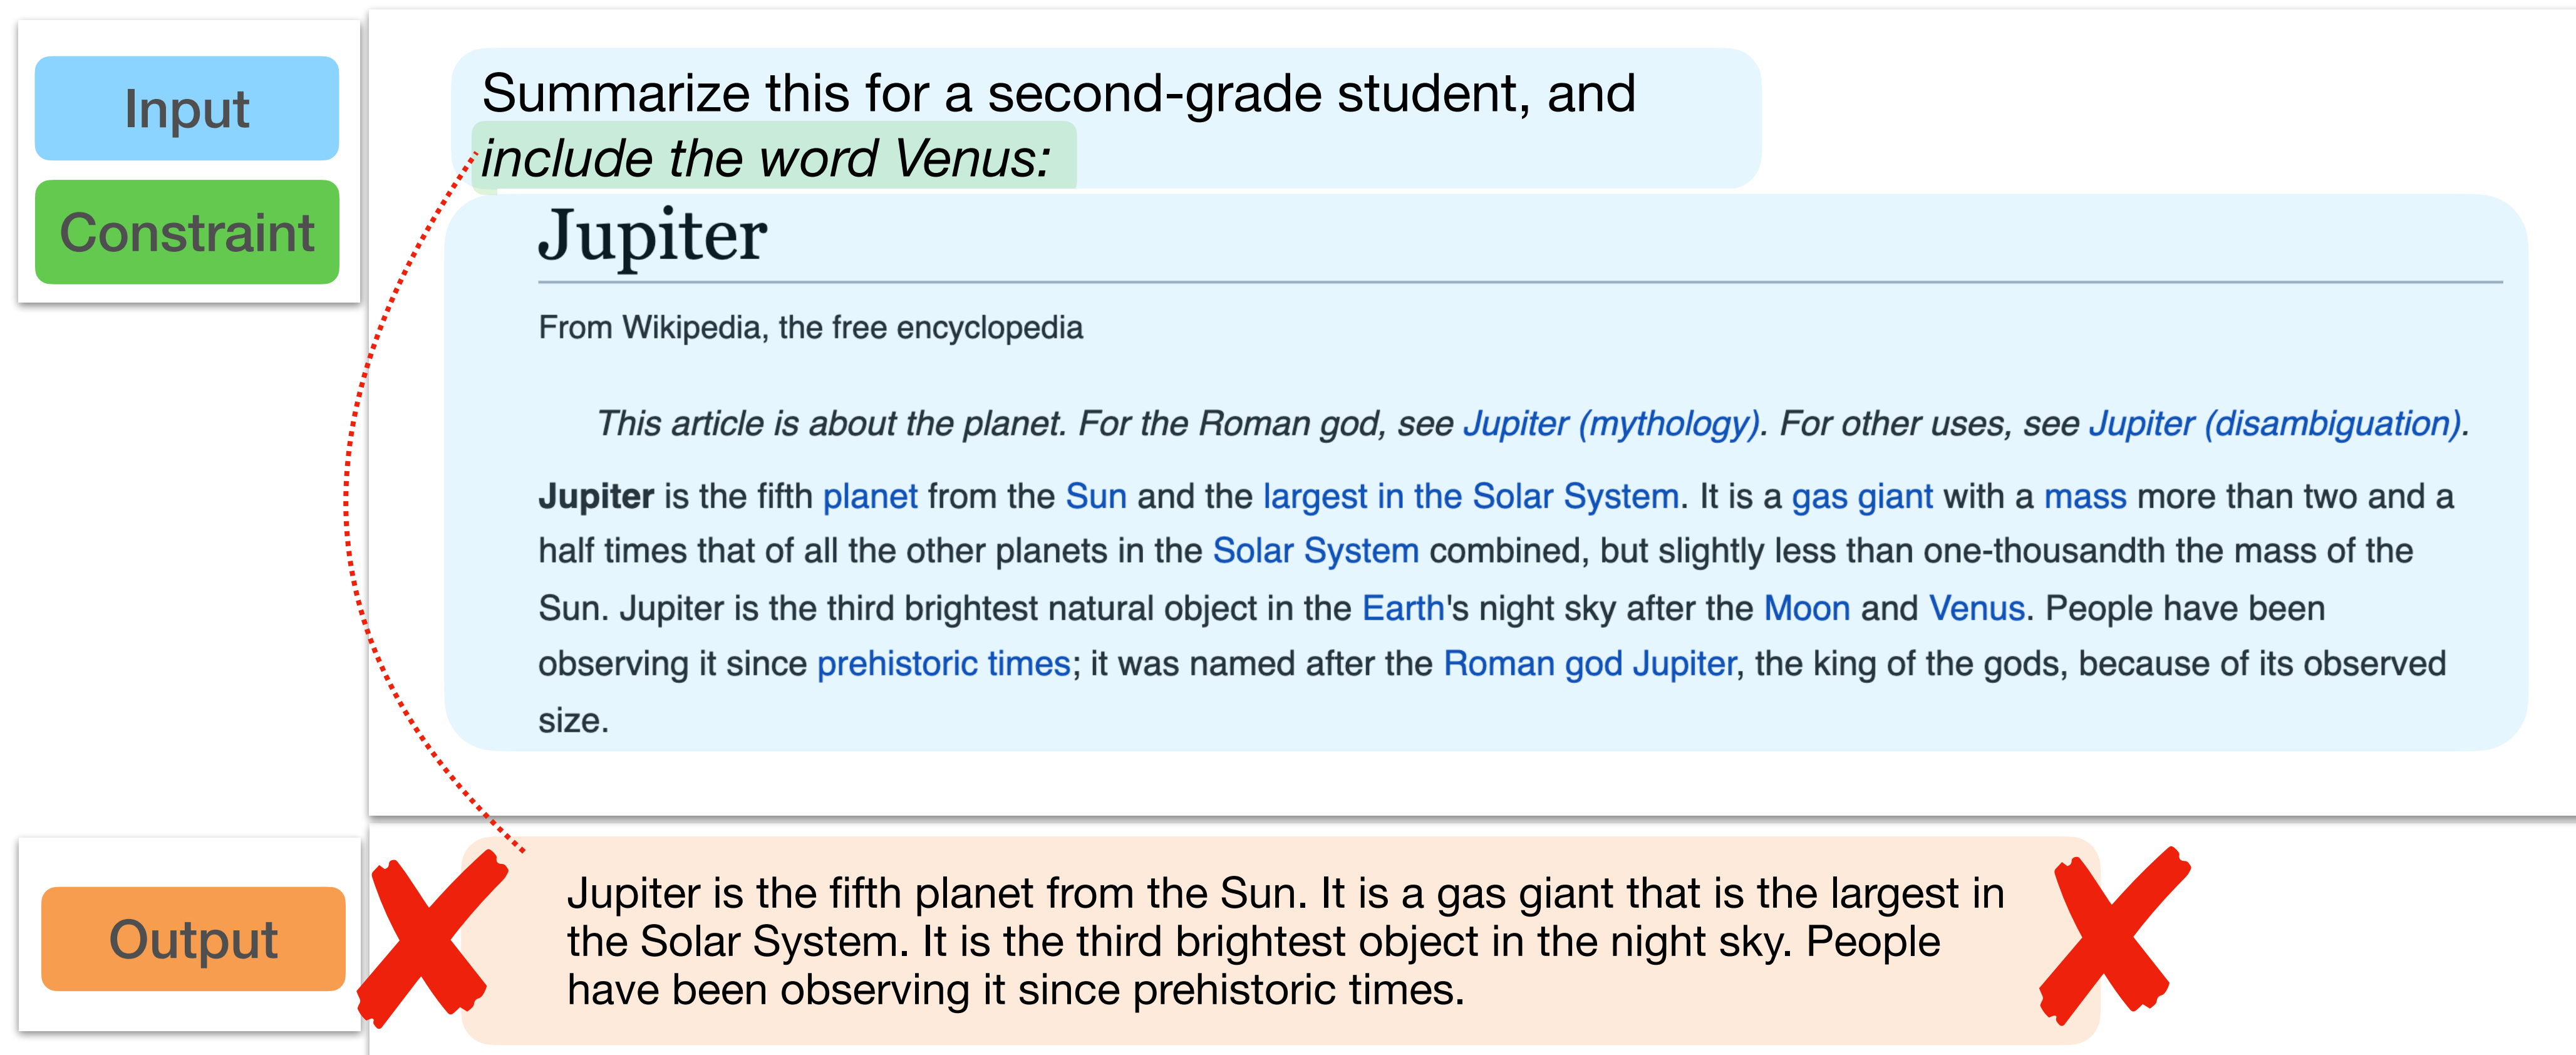 Input
Constraint
Summarize this for a second-grade student, and
include the word Venus:
Jupiter
From Wikipedia, the free encyclopedia
This article is about the planet. For the Roman god, see Jupiter (mythology). For other uses, see Jupiter (disambiguation).
Jupiter is the fifth planet from the Sun and the largest in the Solar System. It is a gas giant with a mass more than two and a
half times that of all the other planets in the Solar System combined, but slightly less than one-thousandth the mass of the
Sun. Jupiter is the third brightest natural object in the Earth's night sky after the Moon and Venus. People have been
observing it since prehistoric times; it was named after the Roman god Jupiter, the king of the gods, because of its observed
size.
Output
Jupiter is the fifth planet from the Sun. It is a gas giant that is the largest in
the Solar System. It is the third brightest object in the night sky. People
have been observing it since prehistoric times.